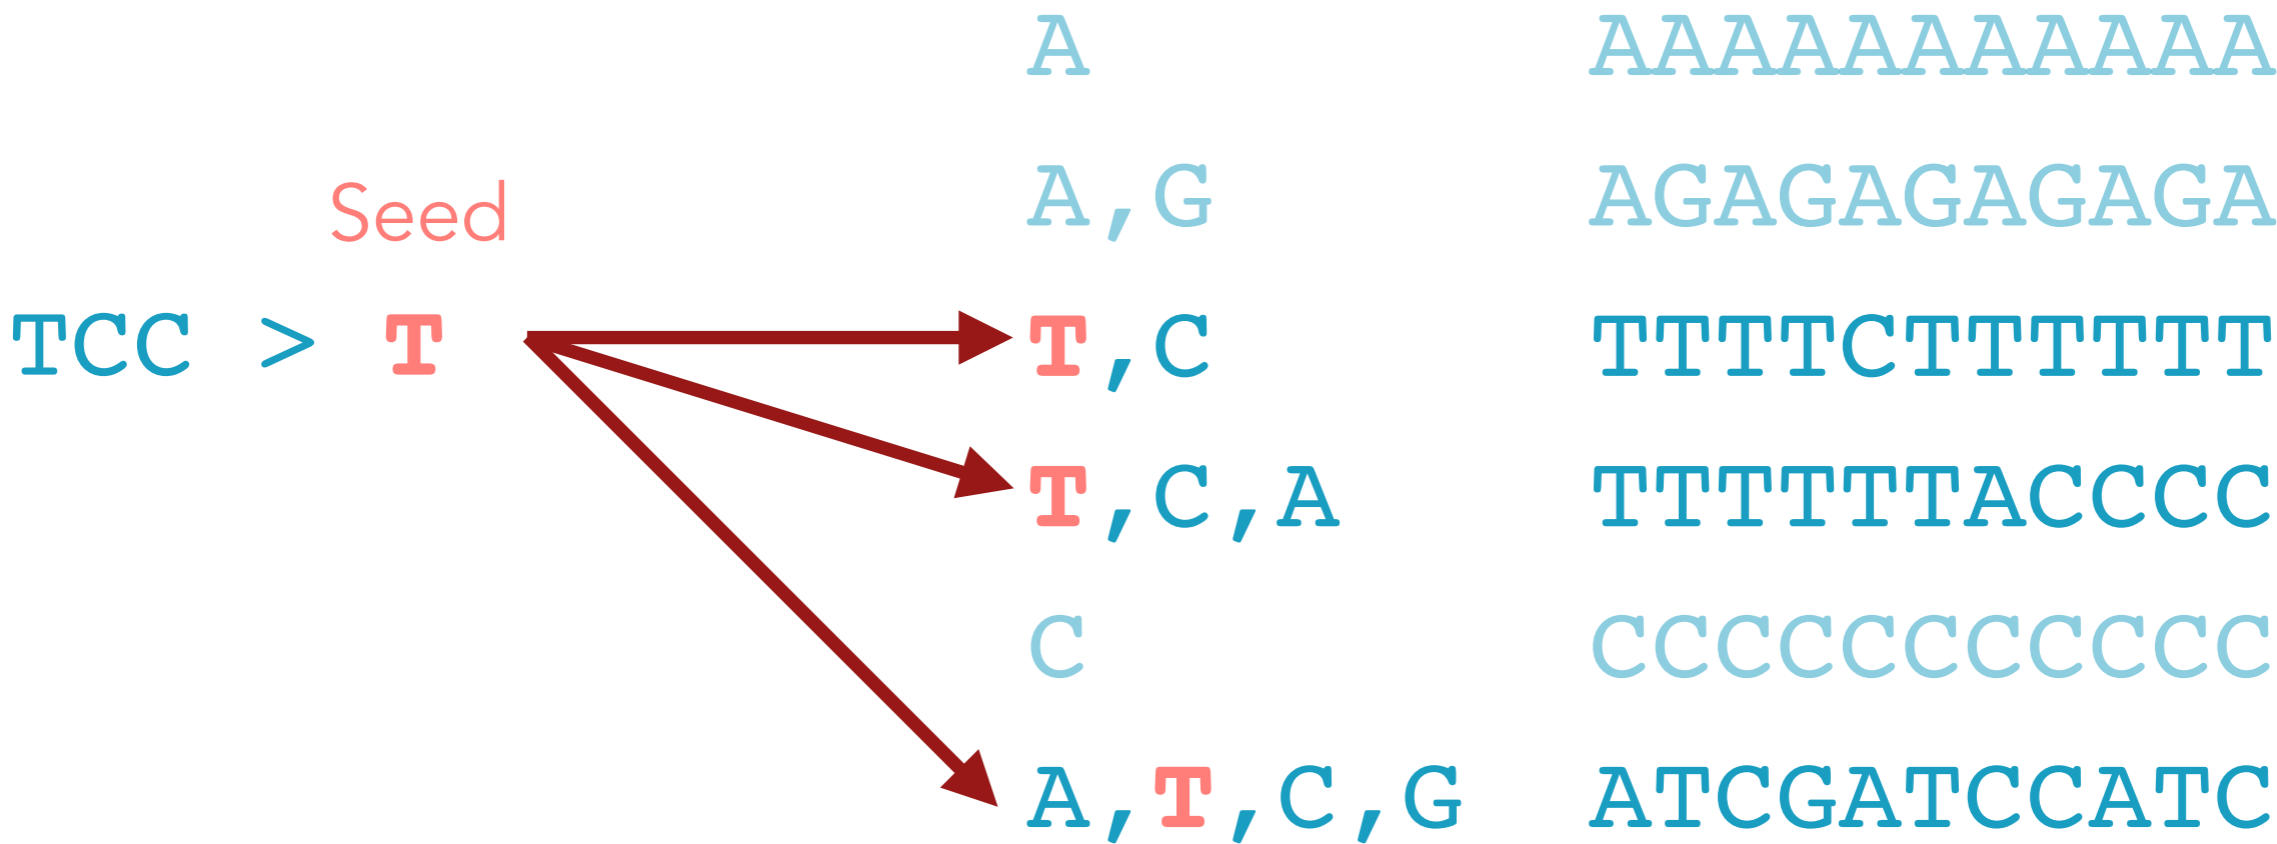 A AAAAAAAAAAA
A,G AGAGAGAGAGA
Seed
TCC > T T,C TTTTCTTTTTT
T,C,A TTTTTTACCCC
C CCCCCCCCCCC
A,T,C,G ATCGATCCATC